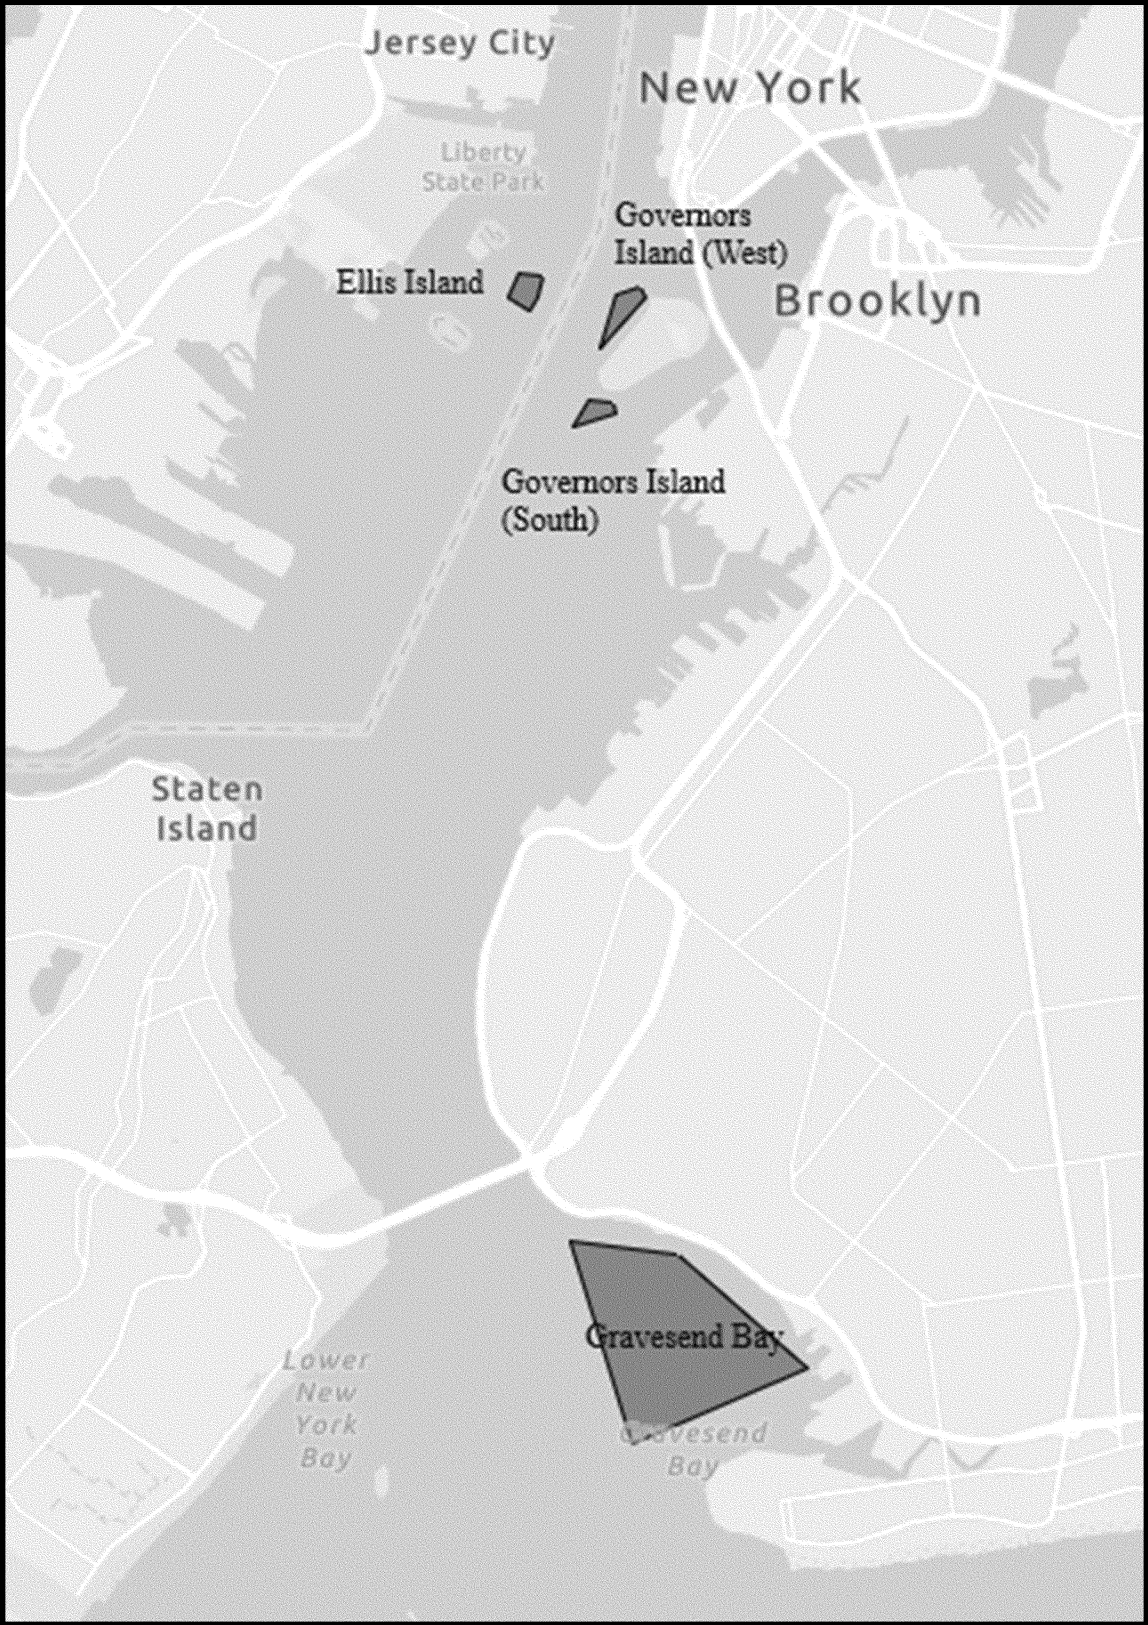 Jersey City
New York
Liberty
State Park
Governors
Island (West)
Ellis Island
Brooklyn
Governors Island
(South)
Staten
Island
Gravesend Bay
Lower
New
York
Bay
Gravesend
Bay